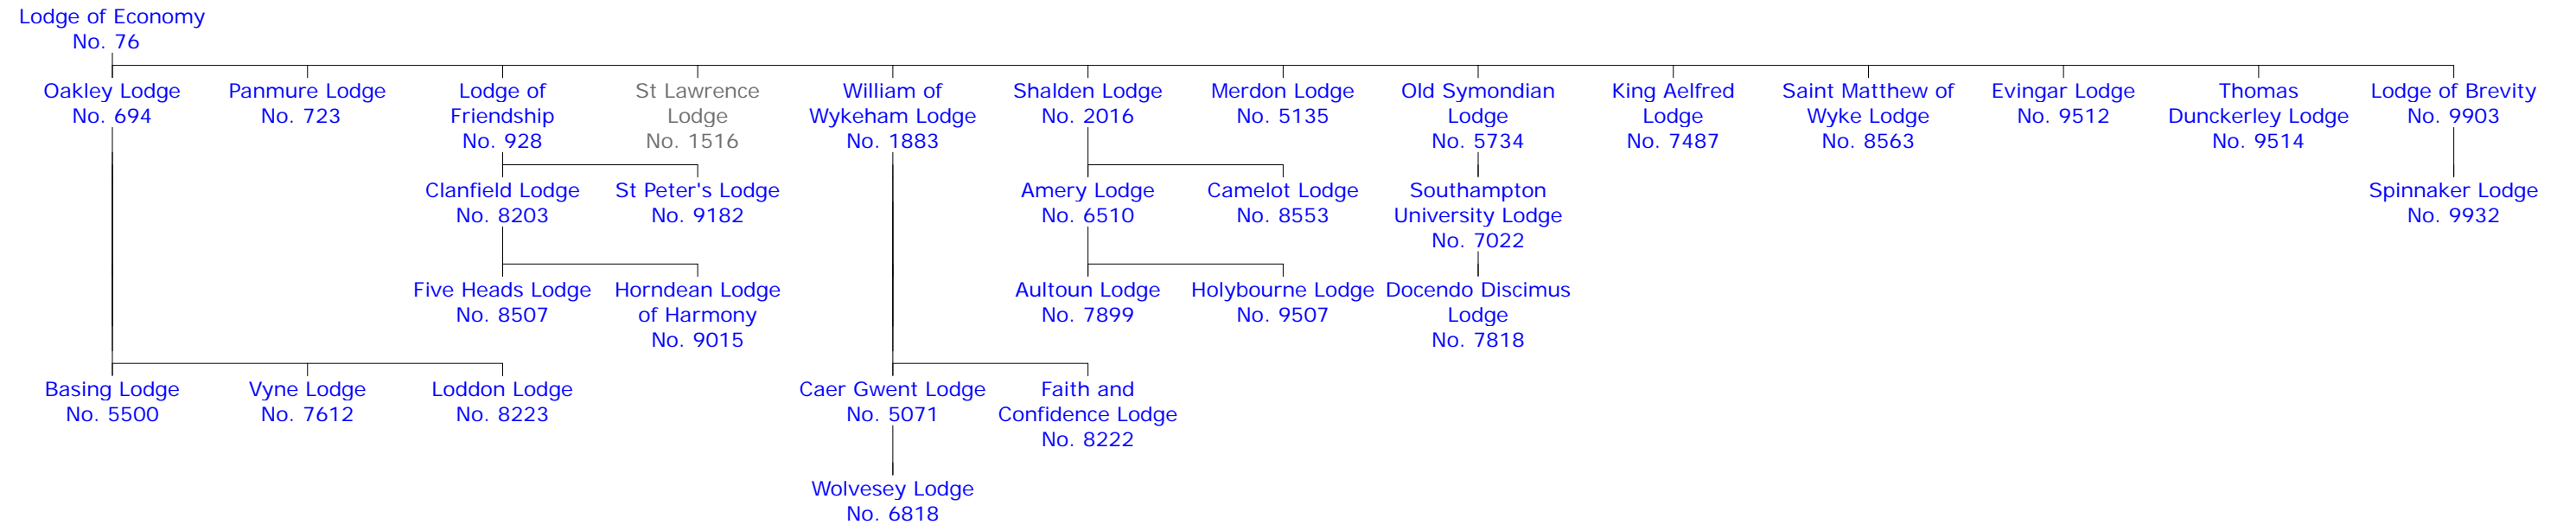 Lodge of Economy
No. 76
Oakley Lodge
No. 694
Panmure Lodge
No. 723
Lodge of
Friendship
No. 928
St Lawrence
Lodge
No. 1516
William of
Wykeham Lodge
No. 1883
Shalden Lodge
No. 2016
Merdon Lodge
No. 5135
Old Symondian
Lodge
No. 5734
King Aelfred
Lodge
No. 7487
Saint Matthew of
Wyke Lodge
No. 8563
Evingar Lodge
No. 9512
Thomas
Dunckerley Lodge
No. 9514
Lodge of Brevity
No. 9903
Clanfield Lodge
No. 8203
St Peter's Lodge
No. 9182
Amery Lodge
No. 6510
Camelot Lodge
No. 8553
Southampton
University Lodge
No. 7022
Spinnaker Lodge
No. 9932
Five Heads Lodge
No. 8507
Horndean Lodge
of Harmony
No. 9015
Aultoun Lodge
No. 7899
Holybourne Lodge
No. 9507
Docendo Discimus
Lodge
No. 7818
Basing Lodge
No. 5500
Vyne Lodge
No. 7612
Loddon Lodge
No. 8223
Caer Gwent Lodge
No. 5071
Faith and
Confidence Lodge
No. 8222
Wolvesey Lodge
No. 6818